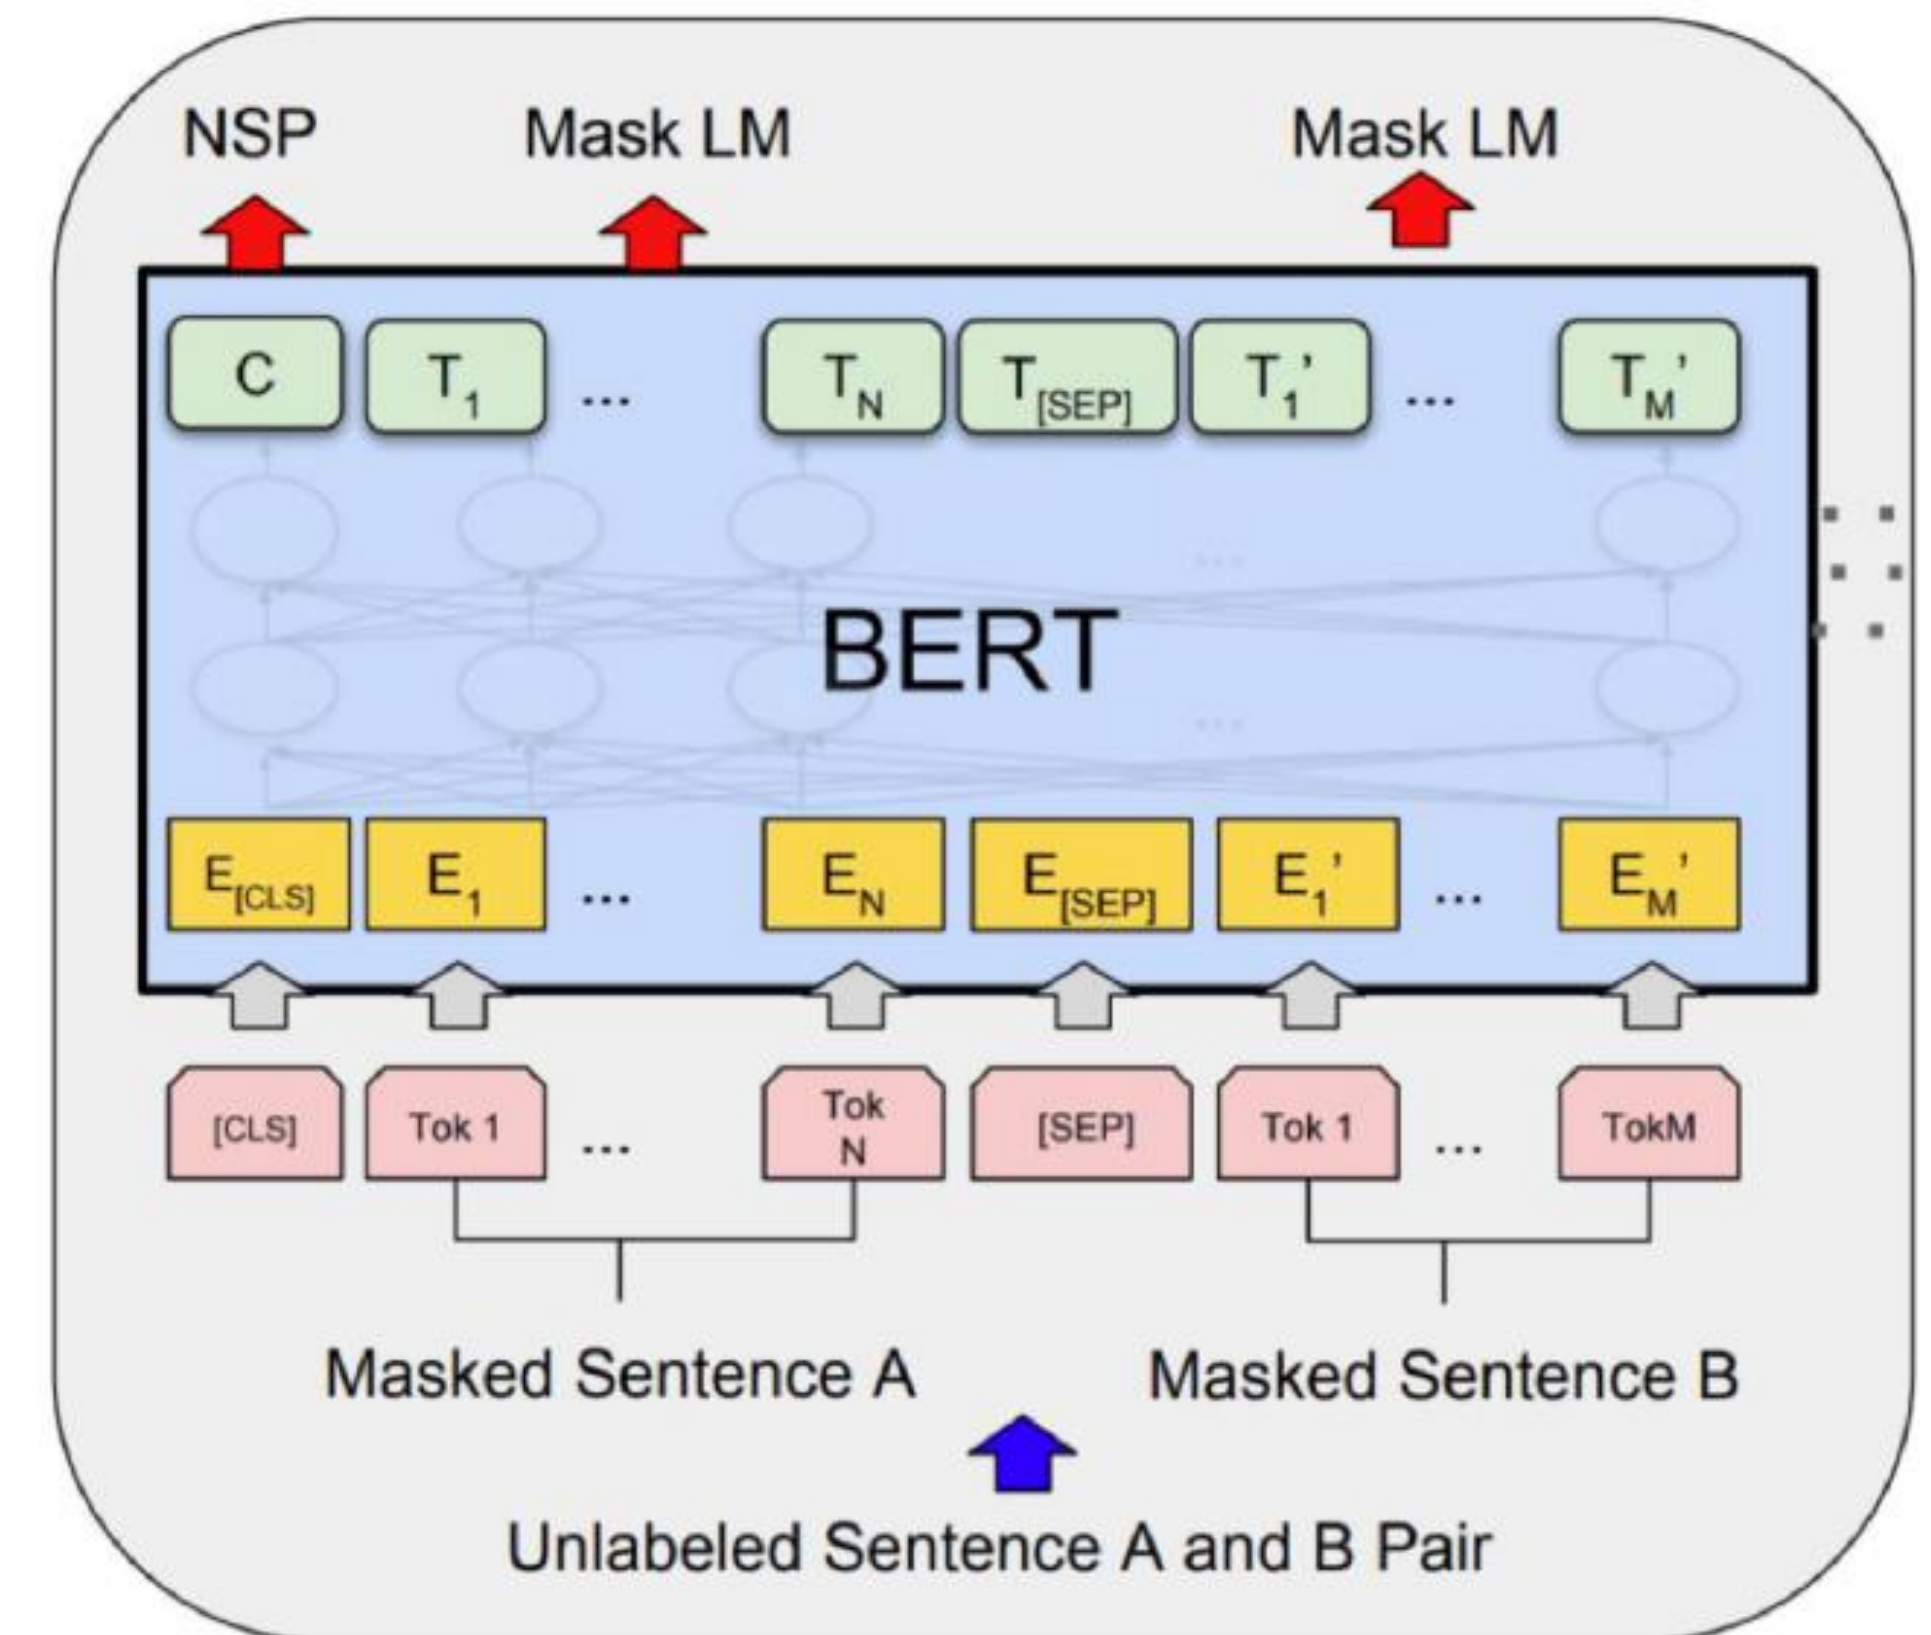 NSP Mask LM Mask LM
C T1 ... TN T[SEP] T1' ... TM'
...
BERT
...
E[CLS] E1 ... EN E[SEP] E1' ... EM'
[CLS] Tok 1 ... Tok N [SEP] Tok 1 ... TokM
Masked Sentence A Masked Sentence B
Unlabeled Sentence A and B Pair